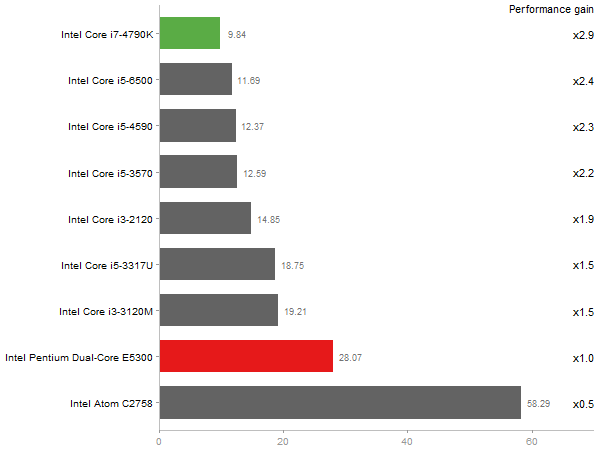 Performance gain
Intel Core i7-4790K 9.84 x2.9
Intel Core i5-6500 11.69 x2.4
Intel Core i5-4590 12.37 x2.3
Intel Core i5-3570 12.59 x2.2
Intel Core i3-2120 14.85 x1.9
Intel Core i5-3317U 18.75 x1.5
Intel Core i3-3120M 19.21 x1.5
Intel Pentium Dual-Core E5300 28.07 x1.0
Intel Atom C2758 58.29 x0.5
0 20 40 60